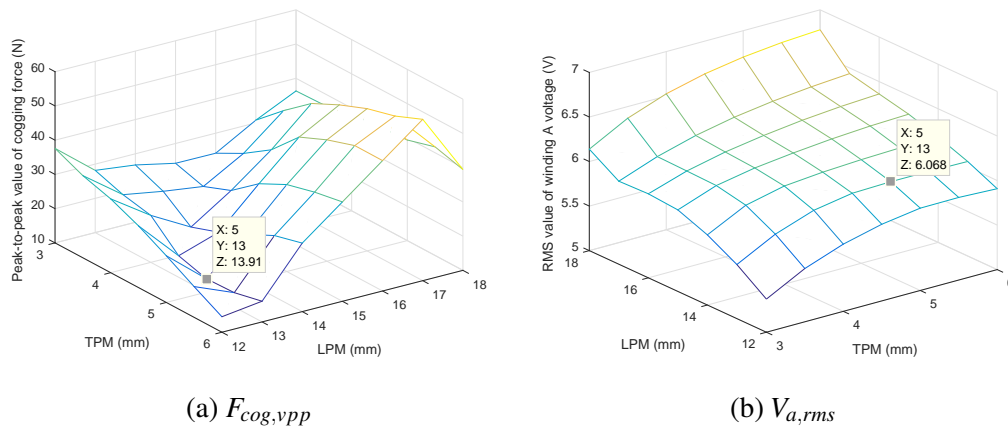 Peak-to-peak value of cogging force (N)
60
50
40
30
20
10
3
4
5
6
TPM (mm)
12
13
14
15
16
17
18
LPM (mm)
X: 5
Y: 13
Z: 13.91
(a) F_{cog,vpp}
RMS value of winding A voltage (V)
7
6.5
6
5.5
5
18
16
14
12
LPM (mm)
3
4
5
6
TPM (mm)
X: 5
Y: 13
Z: 6.068
(b) V_{a,rms}